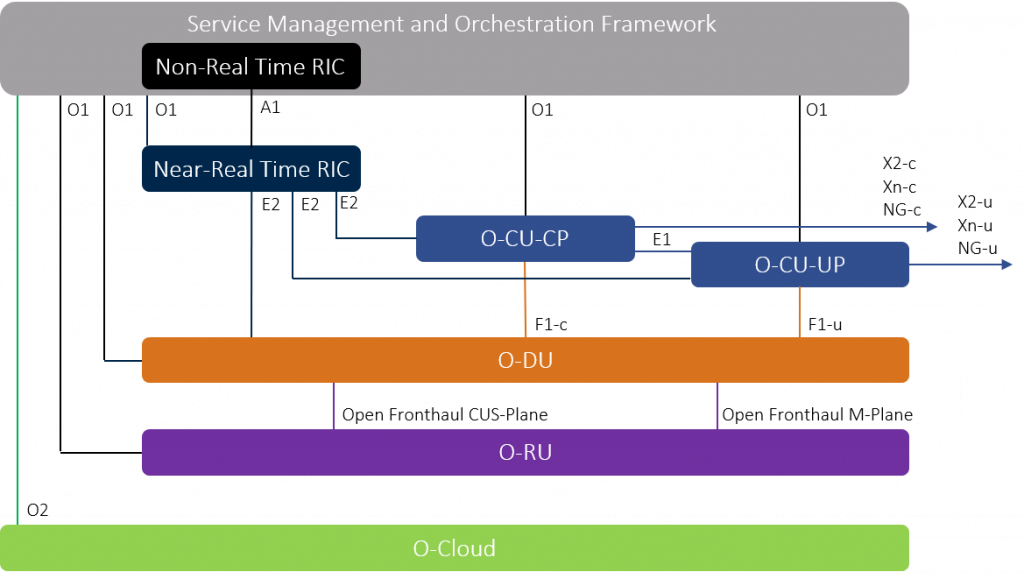 Service Management and Orchestration Framework
Non-Real Time RIC
O1
O1
O1
A1
O1
O1
Near-Real Time RIC
X2-c
Xn-c
NG-c
X2-u
Xn-u
NG-u
E2
E2
E2
O-CU-CP
E1
O-CU-UP
F1-c
F1-u
O-DU
Open Fronthaul CUS-Plane
Open Fronthaul M-Plane
O-RU
O2
O-Cloud